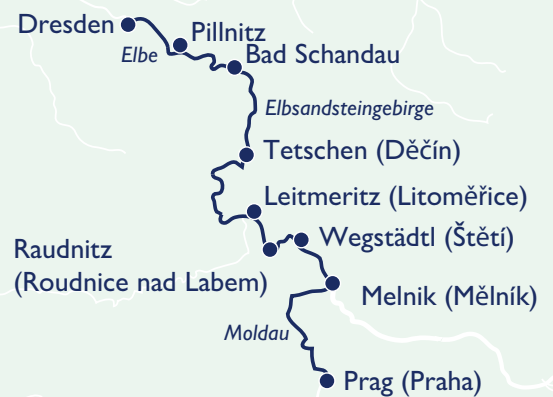 Dresden
Pillnitz
Elbe
Bad Schandau
Elbsandsteingebirge
Tetschen (Děčín)
Leitmeritz (Litoměřice)
Wegstädtl (Štětí)
Raudnitz
(Roudnice nad Labem)
Melnik (Mělník)
Moldau
Prag (Praha)